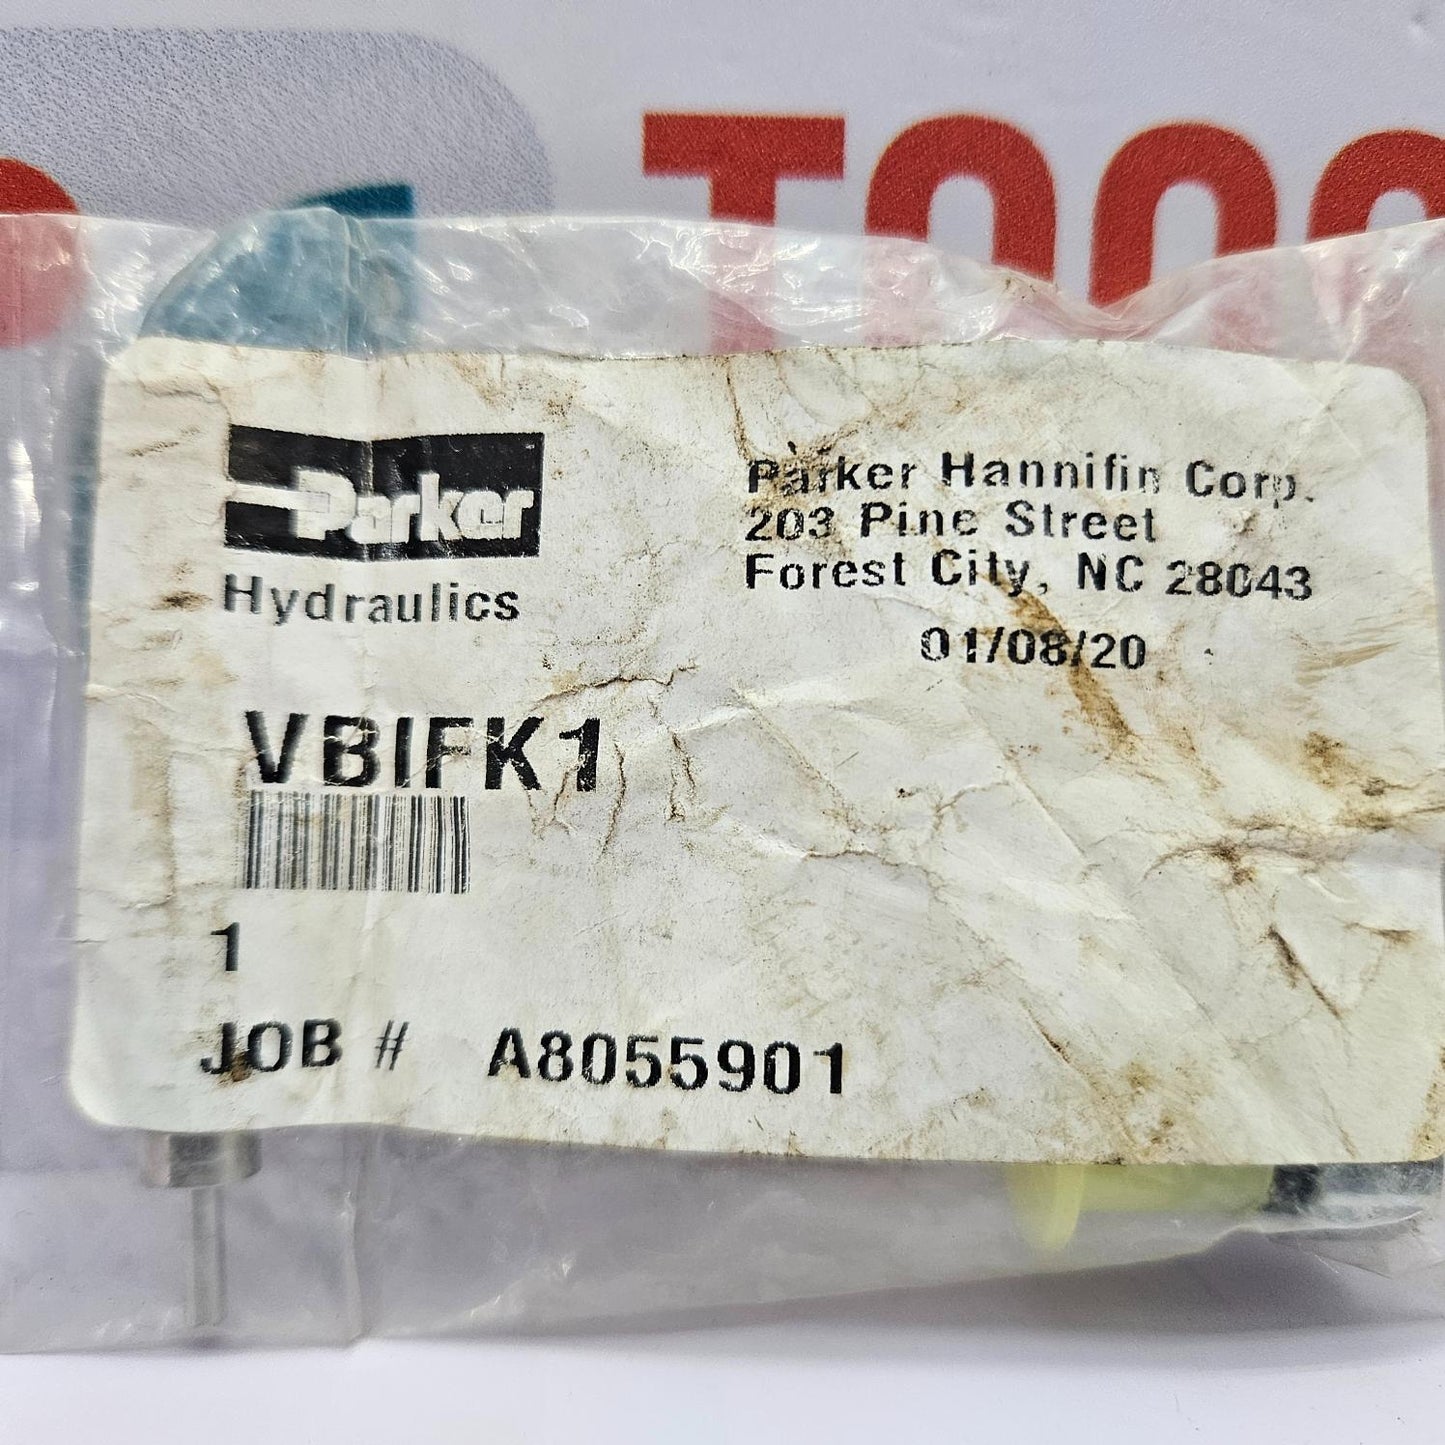 Parker
Hydraulics
Parker Hannifin Corp.
203 Pine Street
Forest City, NC 28043
01/08/20
VBIFK1
1
JOB # A8055901